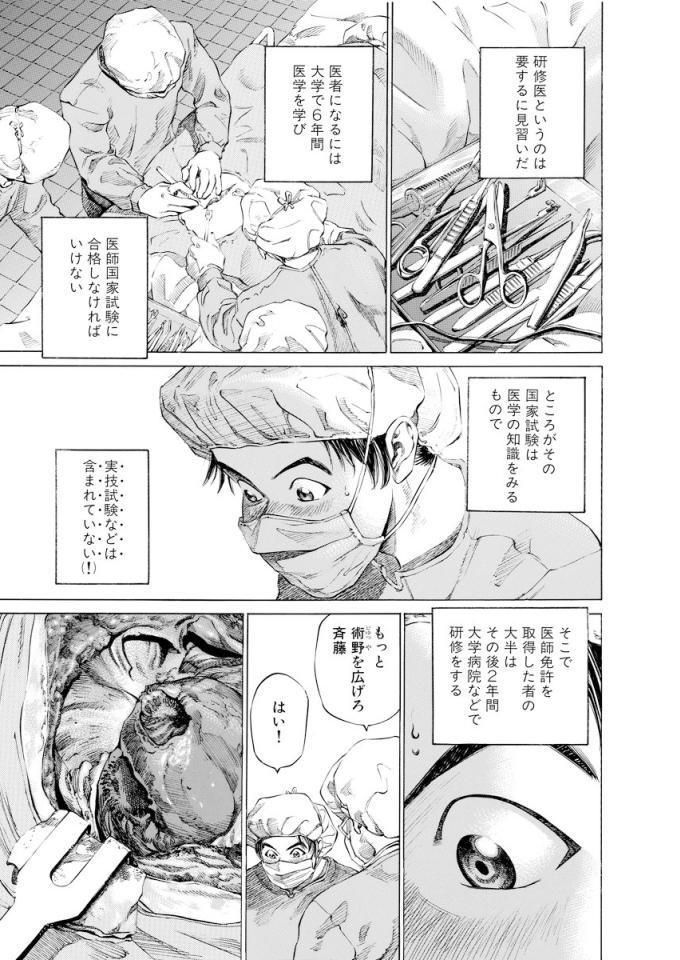 研修医というのは
要するに見習いだ
医者になるには
大学で6年間
医学を学び
医師国家試験に
合格しなければ
いけない
ところがその
国家試験は
医学の知識をみる
もので
実技試験などは
含まれていない(！)
そこで
医師免許を
取得した者の
大半は
その後2年間
大学病院などで
研修をする
もっと
術野を広げろ
斉藤
はい！